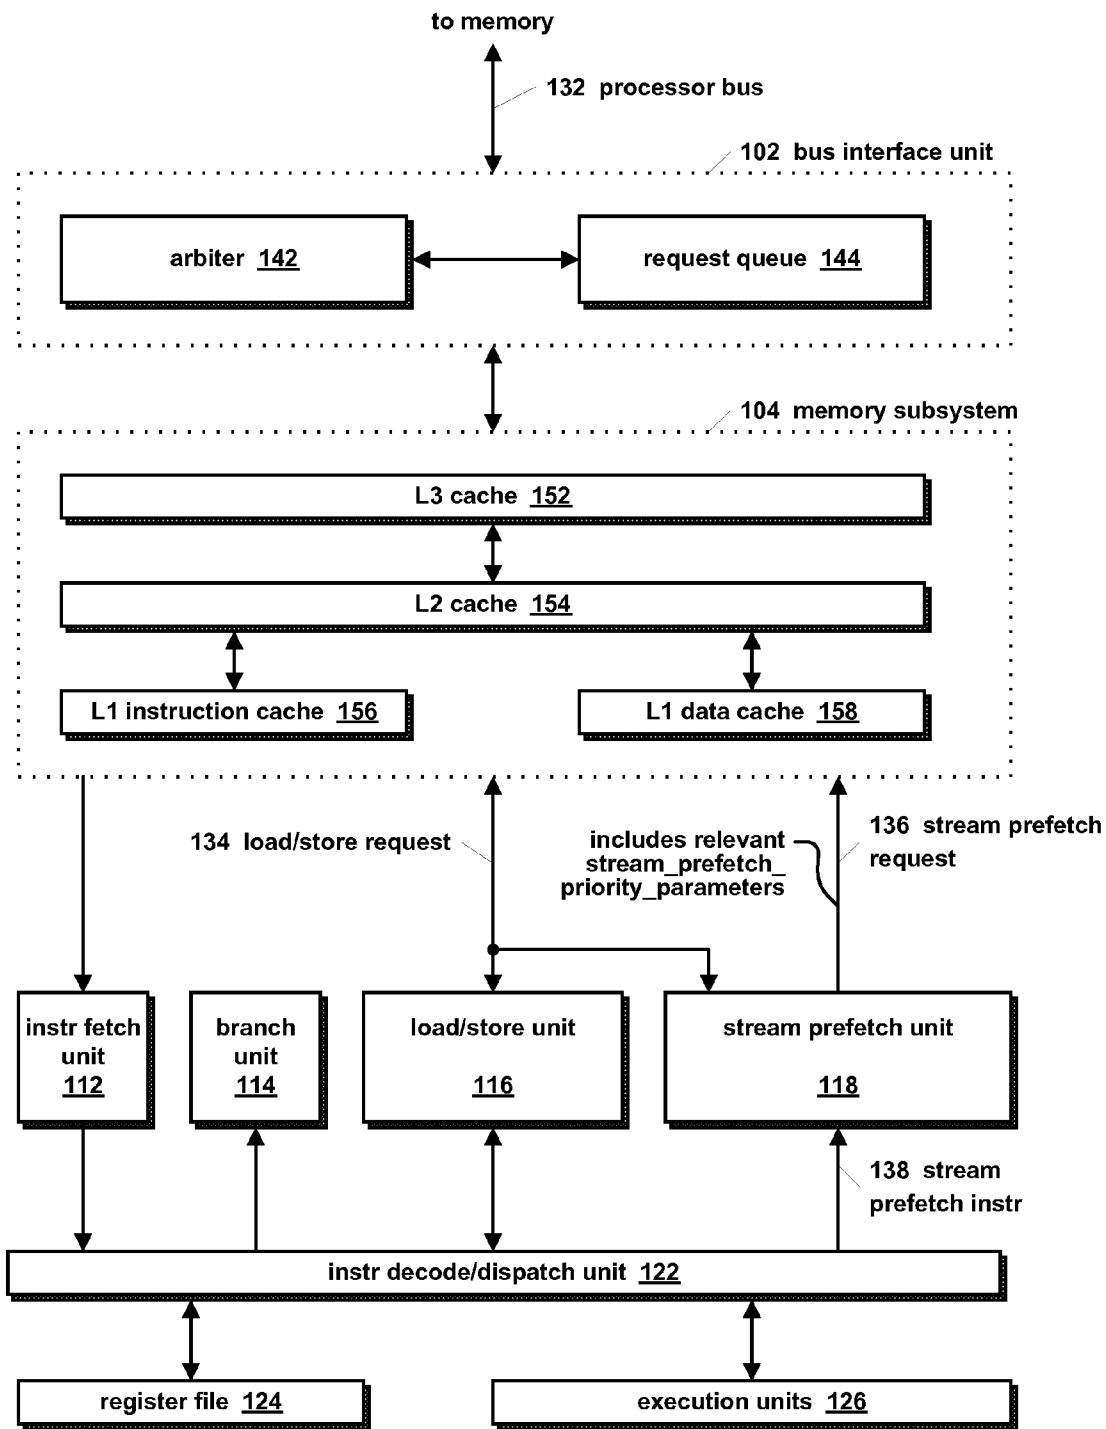 to memory
132 processor bus
102 bus interface unit
arbiter 142
request queue 144
104 memory subsystem
L3 cache 152
L2 cache 154
L1 instruction cache 156
L1 data cache 158
134 load/store request
includes relevant
stream_prefetch_
priority_parameters
136 stream prefetch
request
instr fetch
unit
112
branch
unit
114
load/store unit
116
stream prefetch unit
118
138 stream
prefetch instr
instr decode/dispatch unit 122
register file 124
execution units 126